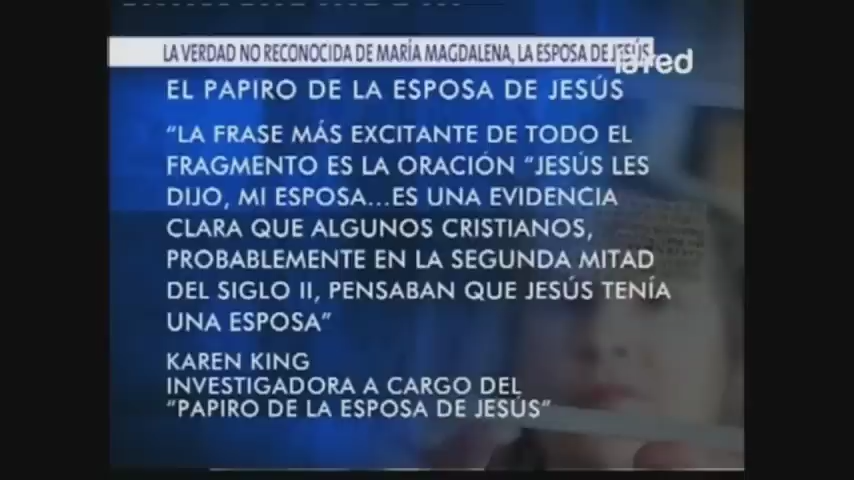 LA VERDAD NO RECONOCIDA DE MARÍA MAGDALENA, LA ESPOSA DE JESÚS
la red
EL PAPIRO DE LA ESPOSA DE JESÚS
“LA FRASE MÁS EXCITANTE DE TODO EL
FRAGMENTO ES LA ORACIÓN “JESÚS LES
DIJO, MI ESPOSA...ES UNA EVIDENCIA
CLARA QUE ALGUNOS CRISTIANOS,
PROBABLEMENTE EN LA SEGUNDA MITAD
DEL SIGLO II, PENSABAN QUE JESÚS TENÍA
UNA ESPOSA”
KAREN KING
INVESTIGADORA A CARGO DEL
“PAPIRO DE LA ESPOSA DE JESÚS”